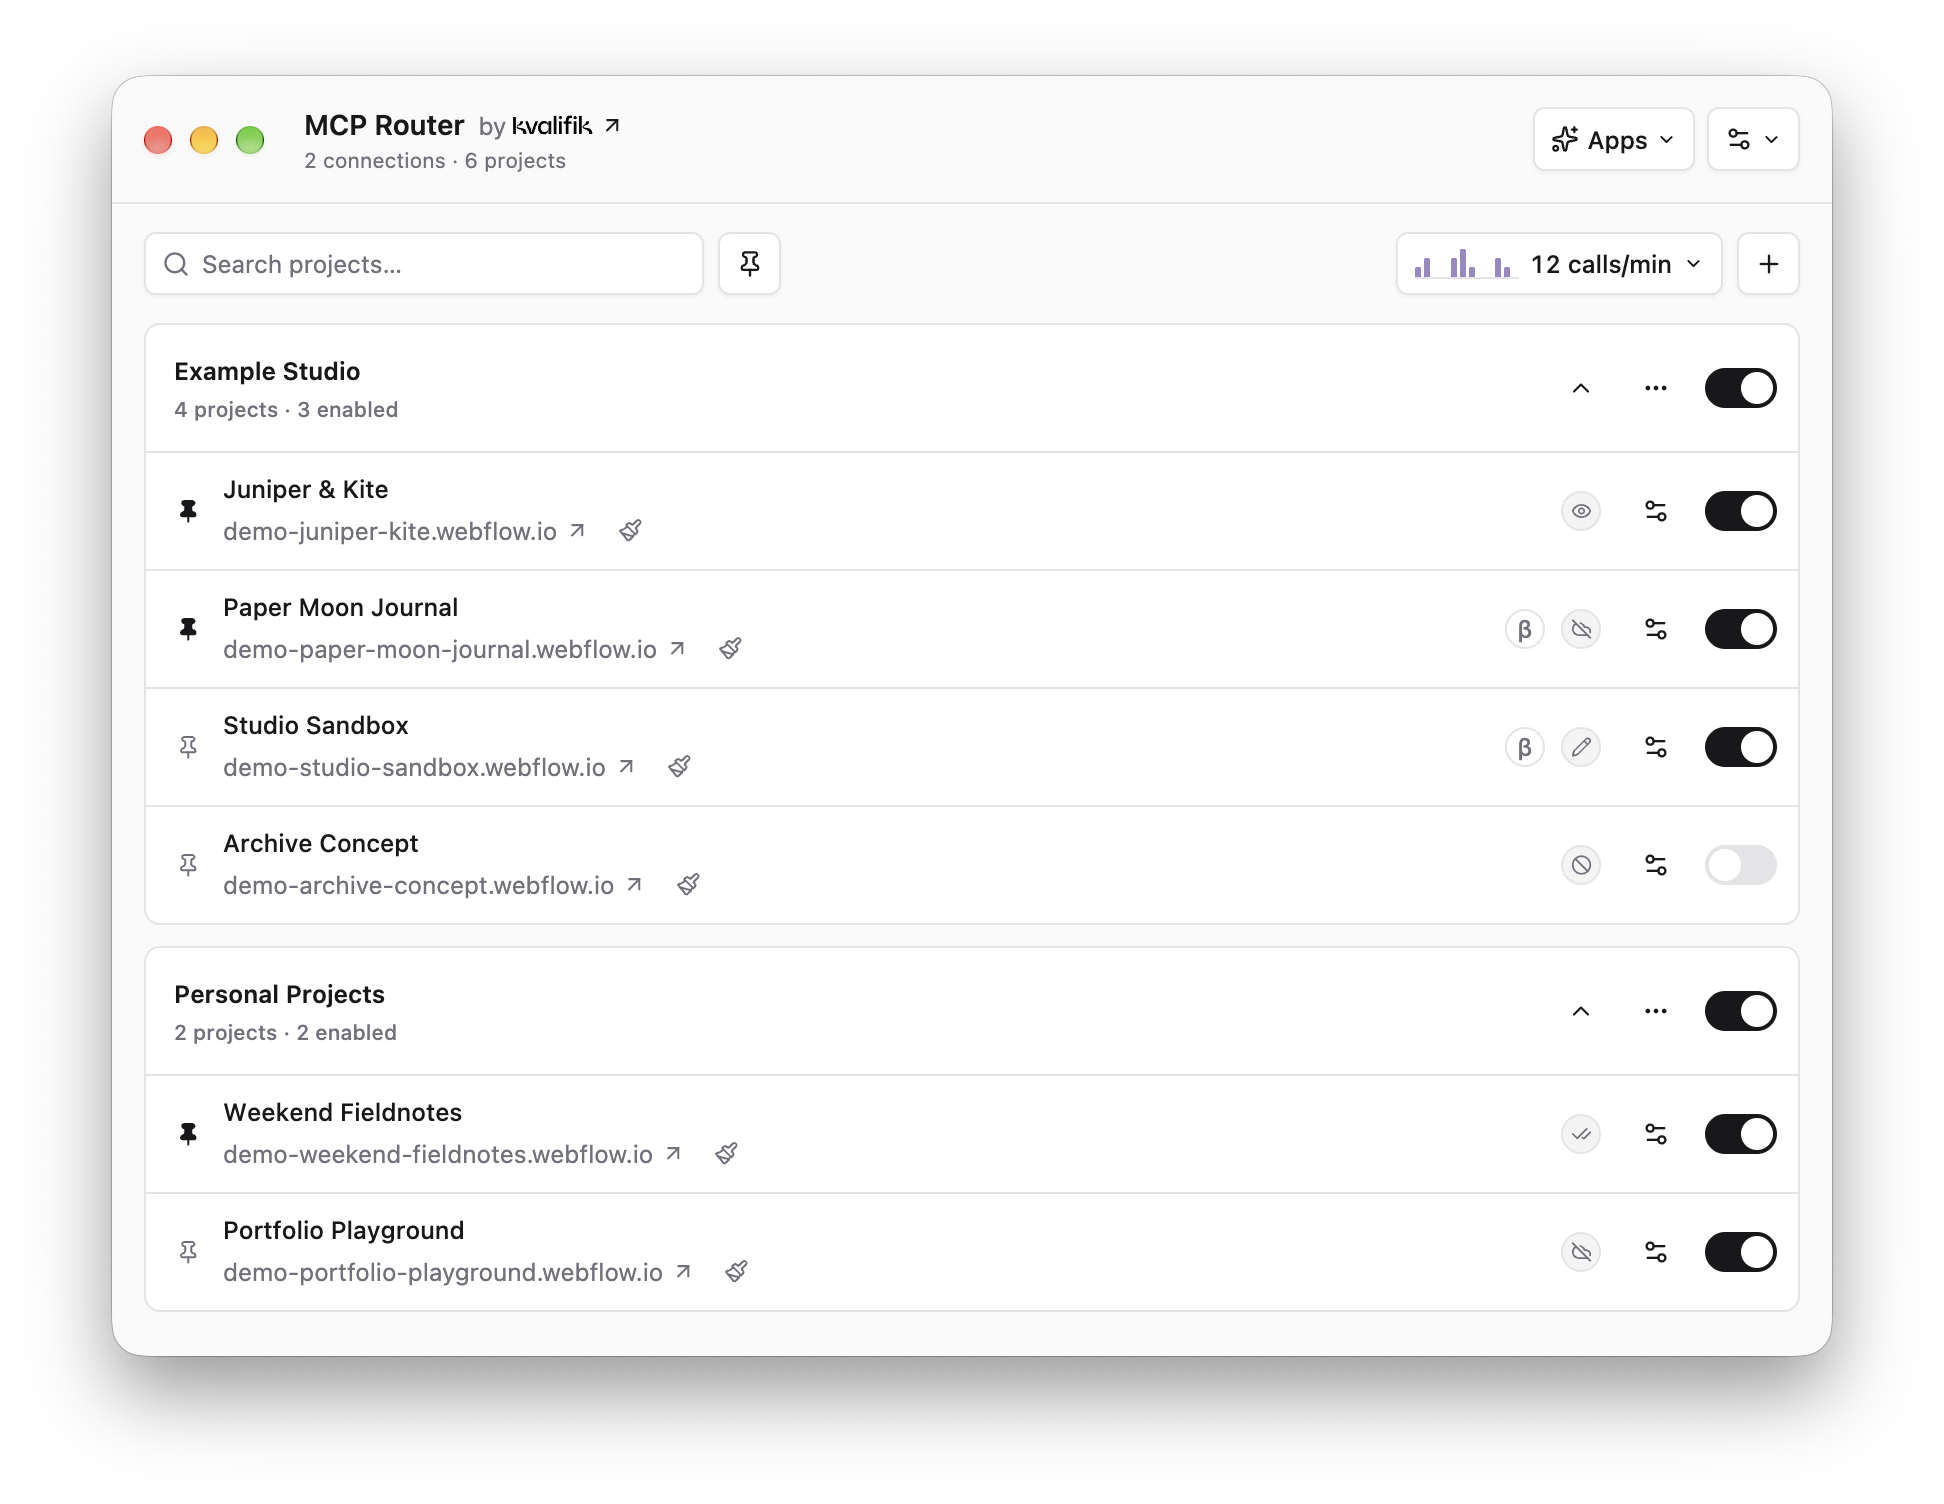 MCP Router by kvalifik
2 connections · 6 projects
Apps
Search projects...
12 calls/min
Example Studio
4 projects · 3 enabled
Juniper & Kite
demo-juniper-kite.webflow.io
Paper Moon Journal
demo-paper-moon-journal.webflow.io
β
Studio Sandbox
demo-studio-sandbox.webflow.io
β
Archive Concept
demo-archive-concept.webflow.io
Personal Projects
2 projects · 2 enabled
Weekend Fieldnotes
demo-weekend-fieldnotes.webflow.io
Portfolio Playground
demo-portfolio-playground.webflow.io